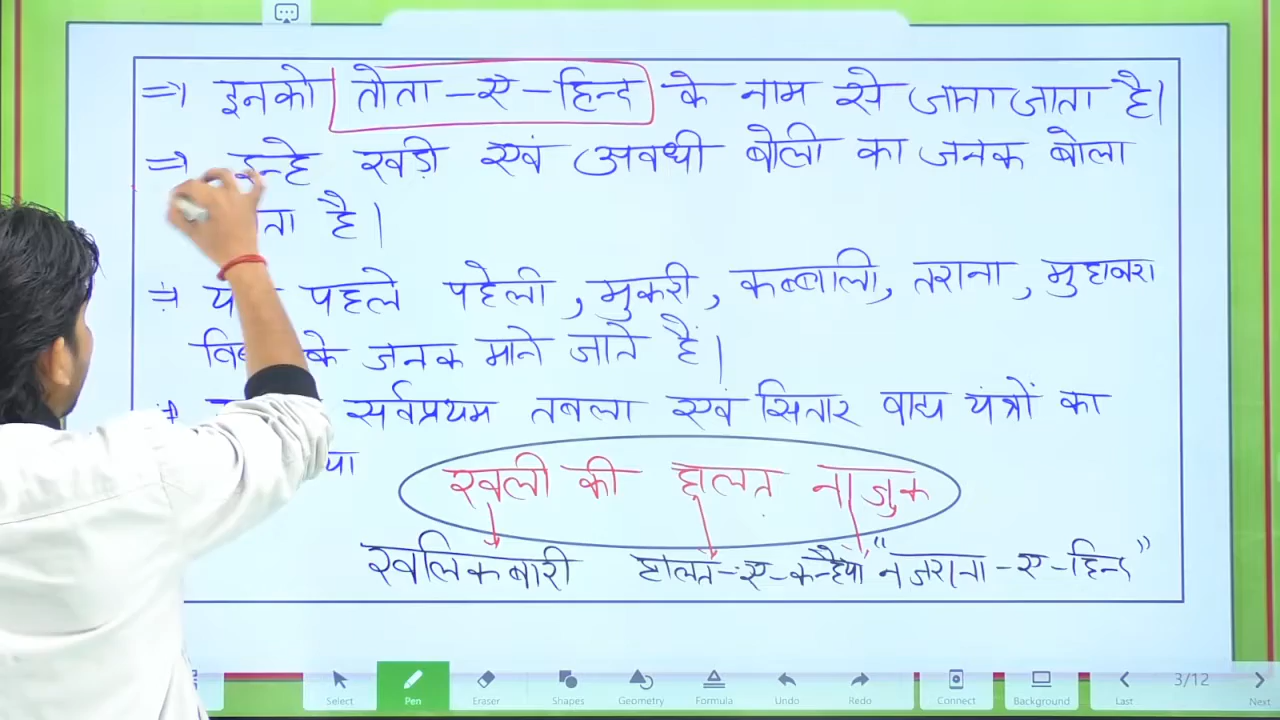 ⇒ इनको तोता-ए-हिन्द के नाम से जाना जाता है।
⇒ इन्हे खड़ी एवं अवधी बोली का जनक बोला
ता है।
⇒ पहले पहेली, मुकरी, कव्वाली, तराना, मुहावरा
के जनक माने जाते हैं।
सर्वप्रथम तबला एवं सितार वाद्य यंत्रों का
या
खली की हालत नाजुक
खलिकबारी हालत-ए-कन्हैया "नजराना-ए-हिन्द"
Select Pen Eraser Shapes Geometry Formula Undo Redo Connect Background Last 3/12 Next